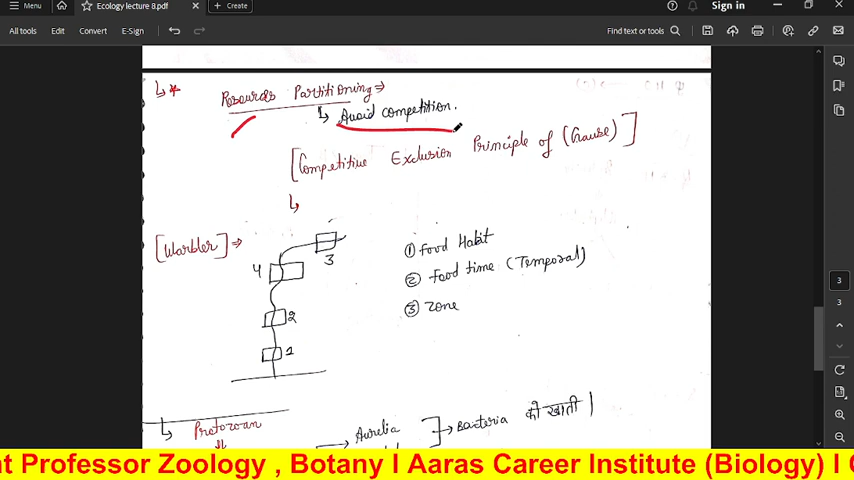 Menu
Ecology lecture 8.pdf
Create
Sign in
All tools Edit Convert E-Sign
Find text or tools
Resources Partitioning ⇒
↳ Avoid competition.
[Competitive Exclusion Principle of (Gause)]
[Warbler] ⇒
3
4
2
1
① Food Habit
② food time (Temporal)
③ Zone
Protozoan
Aurelia
Bacteria को खाती |
3
3
nt Professor Zoology , Botany I Aaras Career Institute (Biology) I